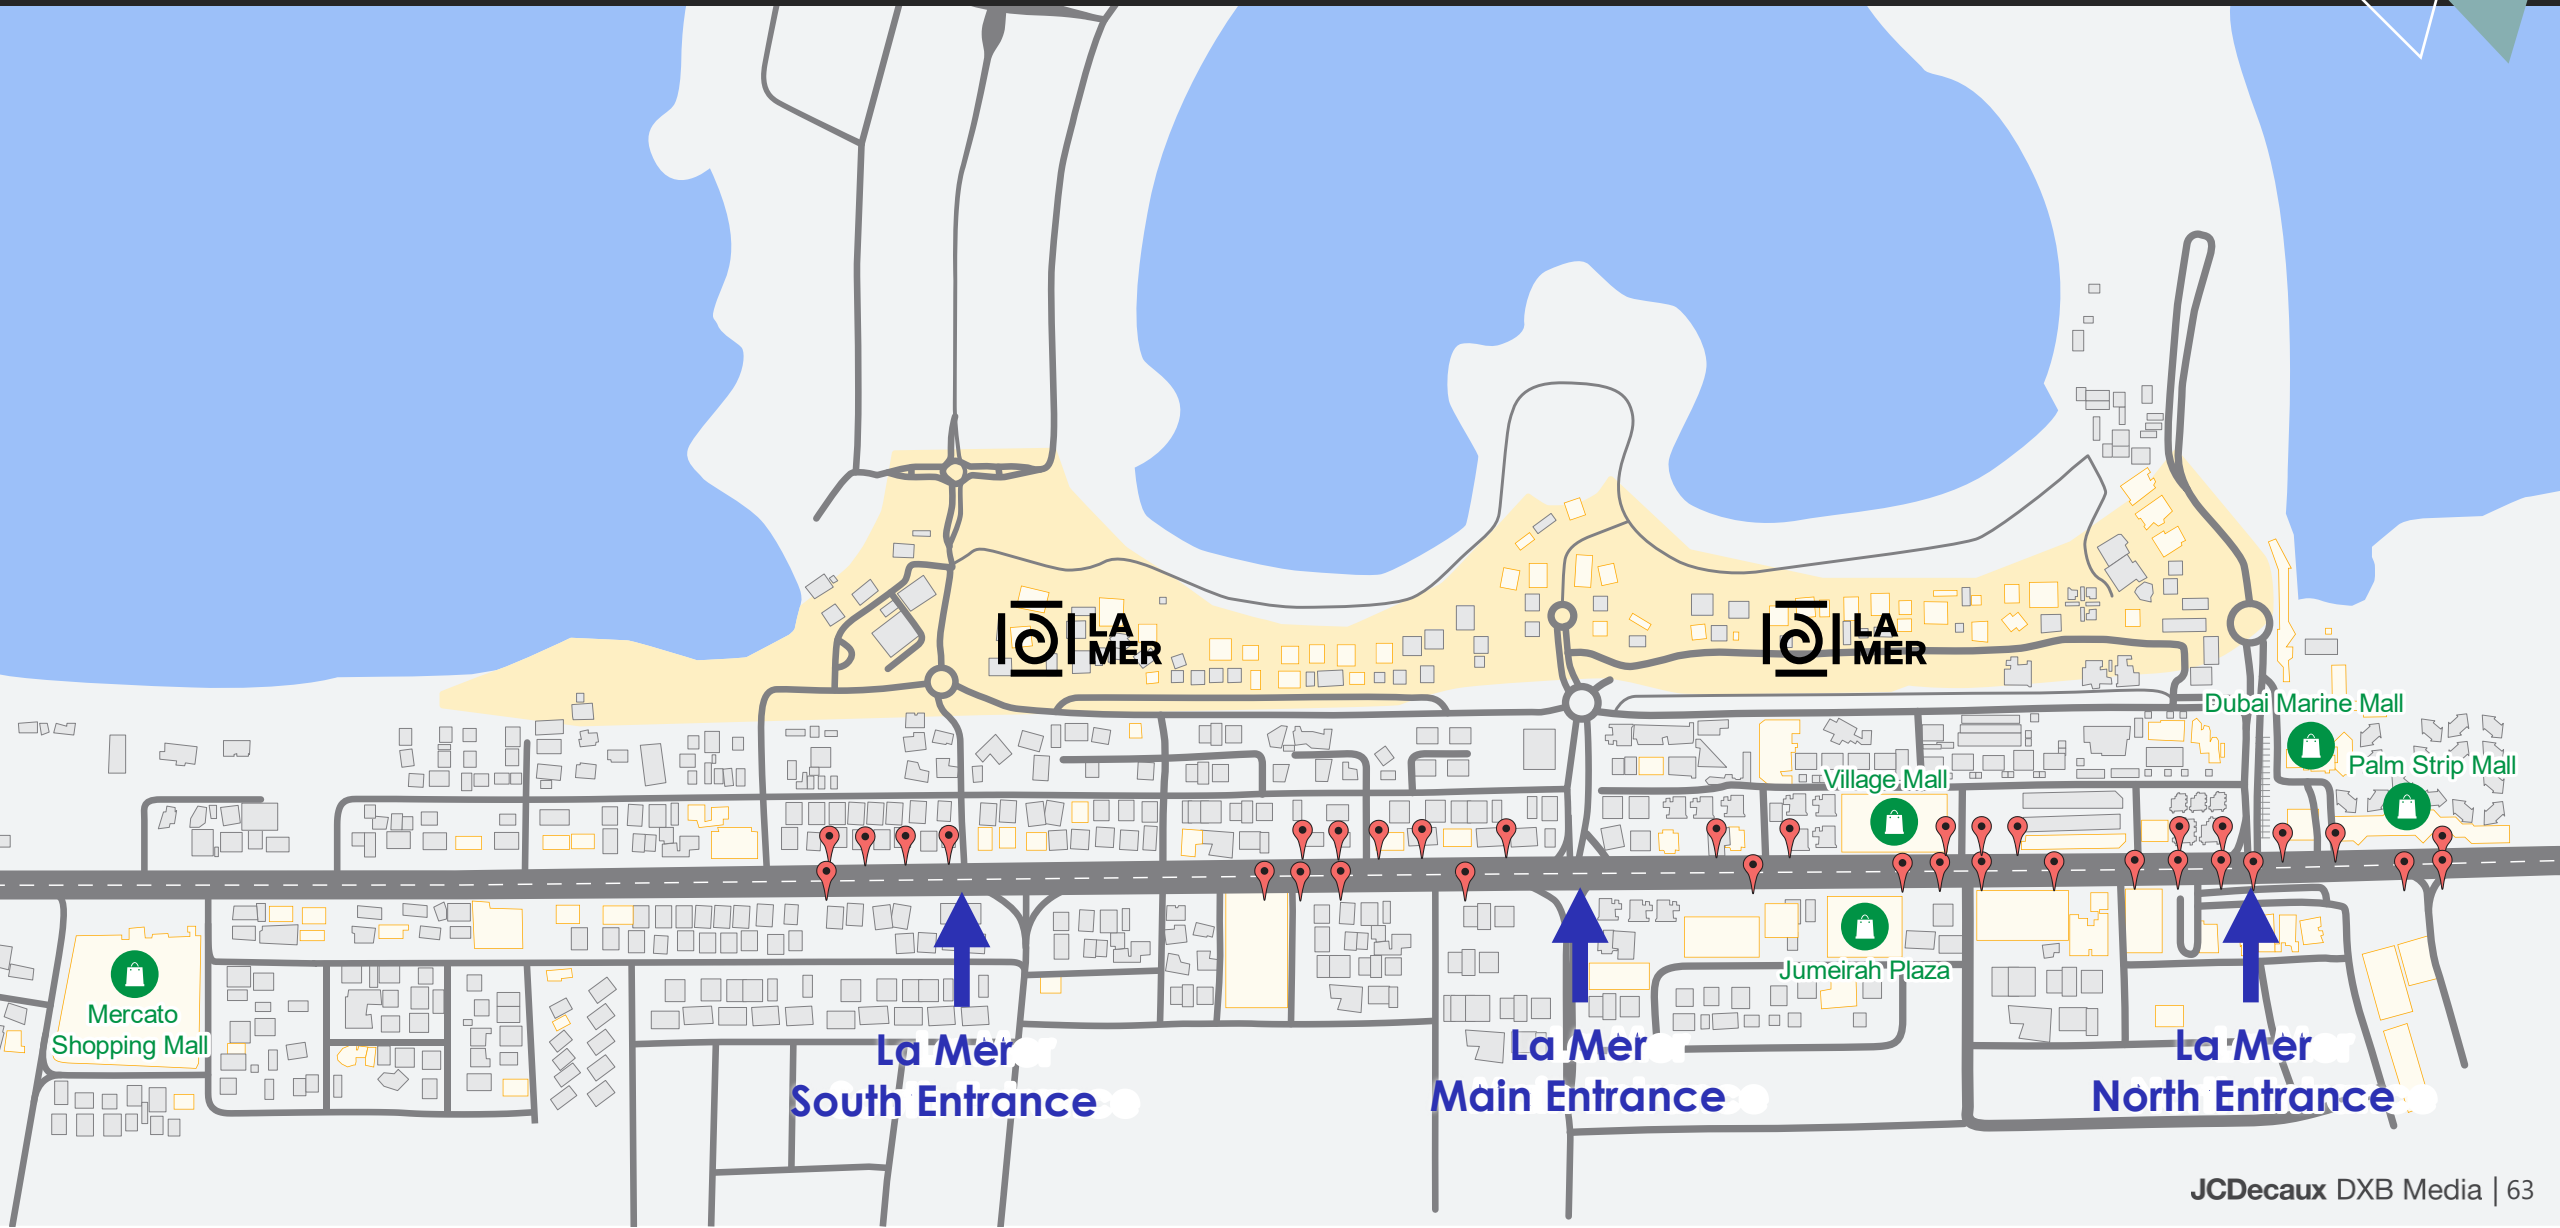 LA
MER
LA
MER
Dubai Marine Mall
Palm Strip Mall
Village Mall
Jumeirah Plaza
Mercato
Shopping Mall
La Mer
South Entrance
La Mer
Main Entrance
La Mer
North Entrance
JCDecaux DXB Media | 63